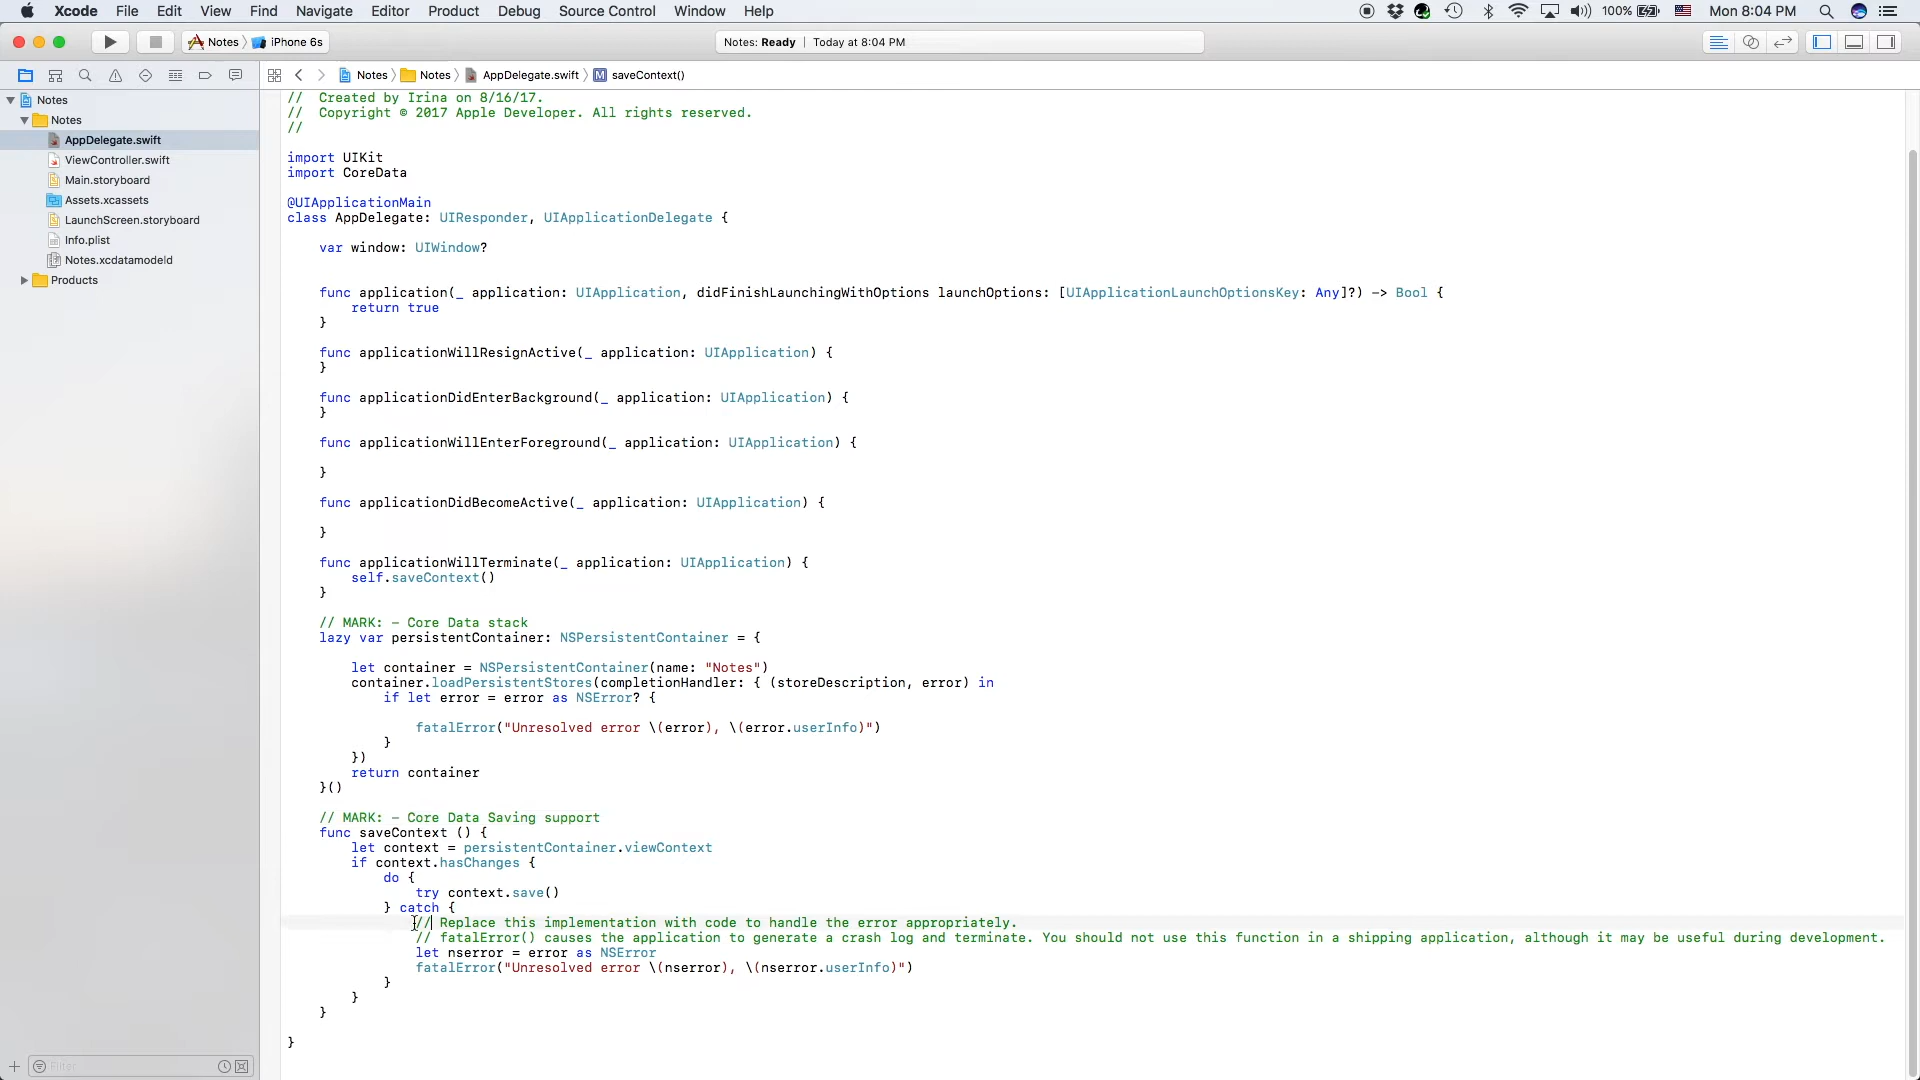 Xcode File Edit View Find Navigate Editor Product Debug Source Control Window Help 100% Mon 8:04 PM
Notes iPhone 6s Notes: Ready | Today at 8:04 PM
Notes Notes AppDelegate.swift M saveContext()
Notes
Notes
AppDelegate.swift
ViewController.swift
Main.storyboard
Assets.xcassets
LaunchScreen.storyboard
Info.plist
Notes.xcdatamodeld
Products
Filter
//  Created by Irina on 8/16/17.
//  Copyright © 2017 Apple Developer. All rights reserved.
//
import UIKit
import CoreData
@UIApplicationMain
class AppDelegate: UIResponder, UIApplicationDelegate {
var window: UIWindow?
func application(_ application: UIApplication, didFinishLaunchingWithOptions launchOptions: [UIApplicationLaunchOptionsKey: Any]?) -> Bool {
return true
}
func applicationWillResignActive(_ application: UIApplication) {
}
func applicationDidEnterBackground(_ application: UIApplication) {
}
func applicationWillEnterForeground(_ application: UIApplication) {
}
func applicationDidBecomeActive(_ application: UIApplication) {
}
func applicationWillTerminate(_ application: UIApplication) {
self.saveContext()
}
// MARK: - Core Data stack
lazy var persistentContainer: NSPersistentContainer = {
let container = NSPersistentContainer(name: "Notes")
container.loadPersistentStores(completionHandler: { (storeDescription, error) in
if let error = error as NSError? {
fatalError("Unresolved error \(error), \(error.userInfo)")
}
})
return container
}()
// MARK: - Core Data Saving support
func saveContext () {
let context = persistentContainer.viewContext
if context.hasChanges {
do {
try context.save()
} catch {
// Replace this implementation with code to handle the error appropriately.
// fatalError() causes the application to generate a crash log and terminate. You should not use this function in a shipping application, although it may be useful during development.
let nserror = error as NSError
fatalError("Unresolved error \(nserror), \(nserror.userInfo)")
}
}
}
}